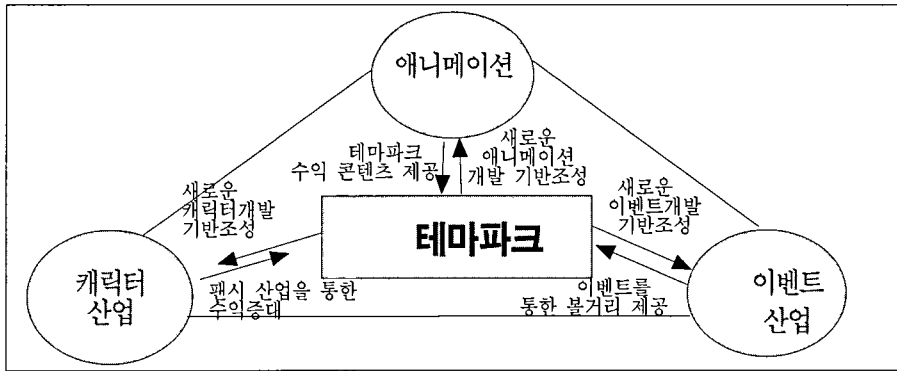 애니메이션
테마파크
수익 콘텐츠 제공
새로운
애니메이션
개발 기반조성
새로운
캐릭터개발
기반조성
새로운
이벤트개발
기반조성
테마파크
캐릭터
산업
팬시 산업을 통한
수익증대
이벤트를
통한 볼거리 제공
이벤트
산업